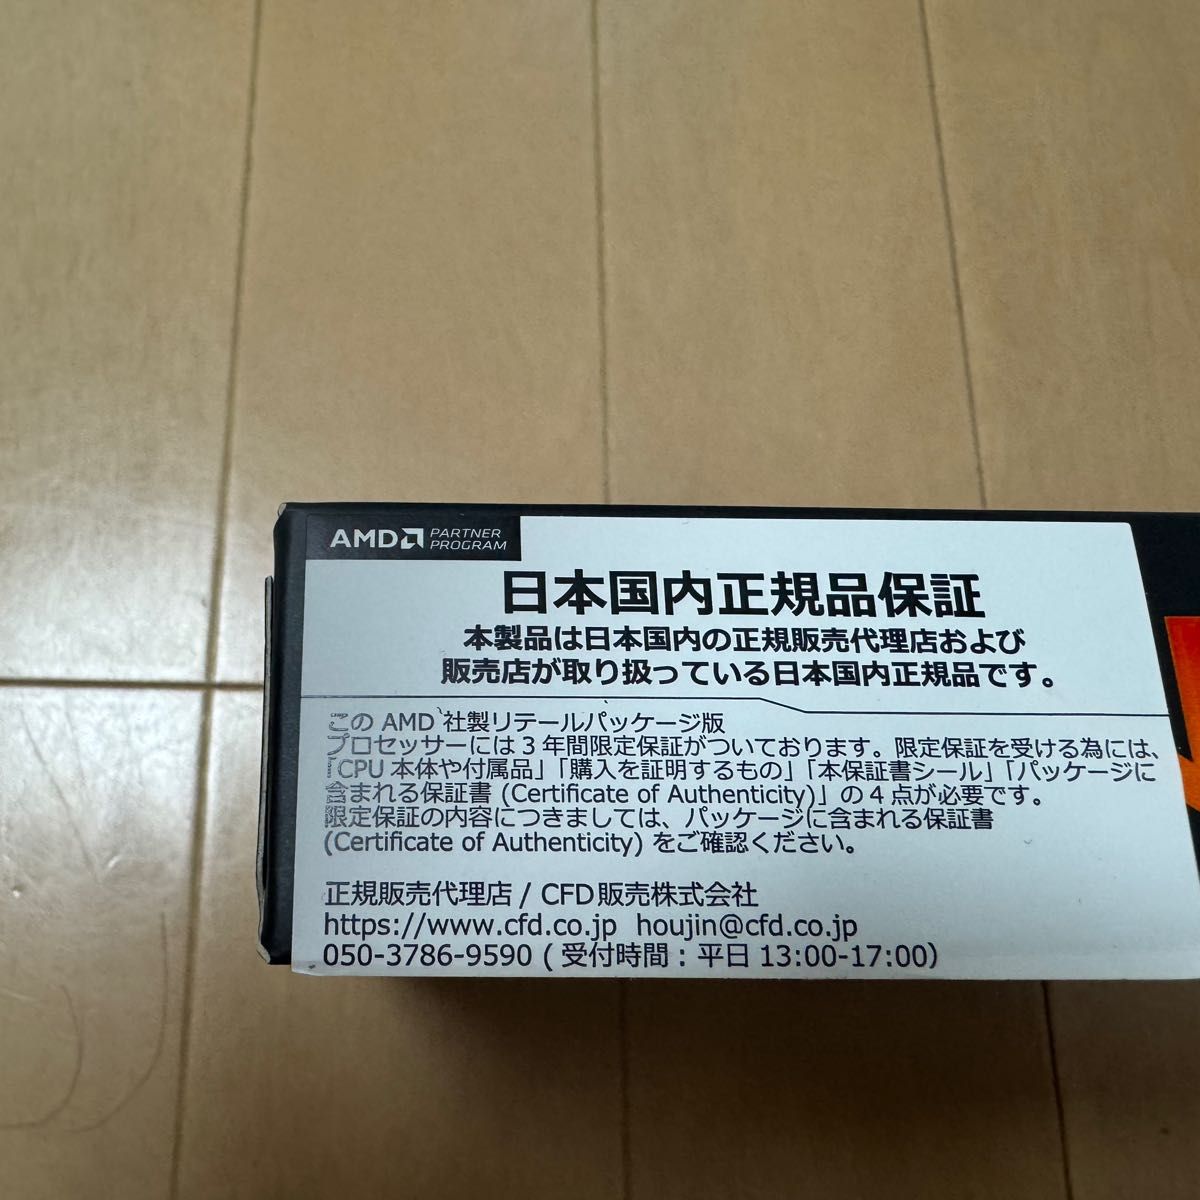 AMD PARTNER PROGRAM
日本国内正規品保証
本製品は日本国内の正規販売代理店および
販売店が取り扱っている日本国内正規品です。
この AMD 社製リテールパッケージ版
プロセッサーには 3 年間限定保証がついております。限定保証を受ける為には、
「CPU 本体や付属品」「購入を証明するもの」「本保証書シール」「パッケージに
含まれる保証書 (Certificate of Authenticity)」の 4 点が必要です。
限定保証の内容につきましては、パッケージに含まれる保証書
(Certificate of Authenticity) をご確認ください。
正規販売代理店 / CFD 販売株式会社
https://www.cfd.co.jp houjin@cfd.co.jp
050-3786-9590 ( 受付時間 : 平日 13:00-17:00)